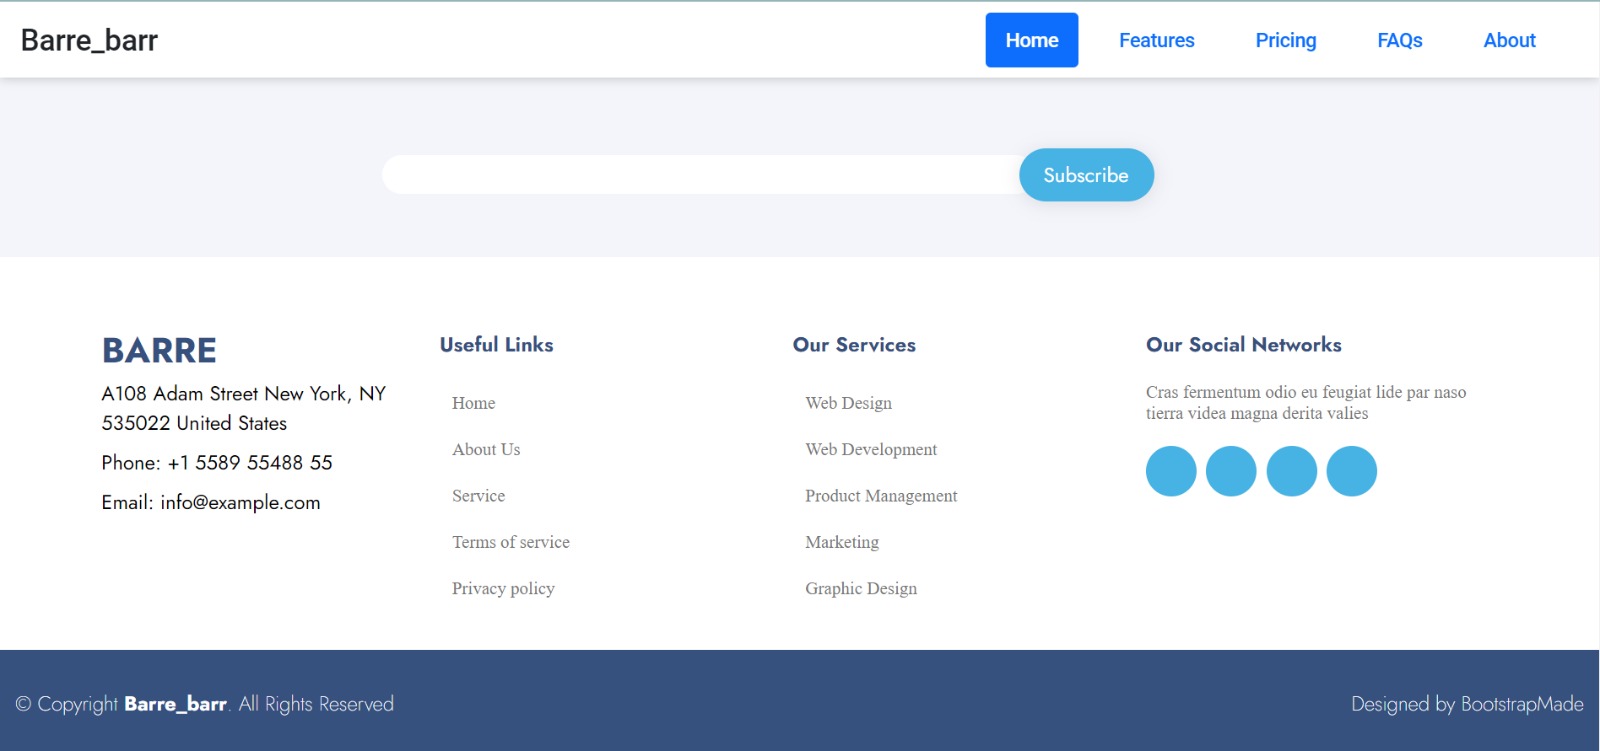 Barre_barr
Home
Features
Pricing
FAQs
About
Subscribe
BARRE
A108 Adam Street New York, NY
535022 United States
Phone: +1 5589 55488 55
Email: info@example.com
Useful Links
Home
About Us
Service
Terms of service
Privacy policy
Our Services
Web Design
Web Development
Product Management
Marketing
Graphic Design
Our Social Networks
Cras fermentum odio eu feugiat lide par naso
tierra videa magna derita valies
© Copyright Barre_barr. All Rights Reserved
Designed by BootstrapMade